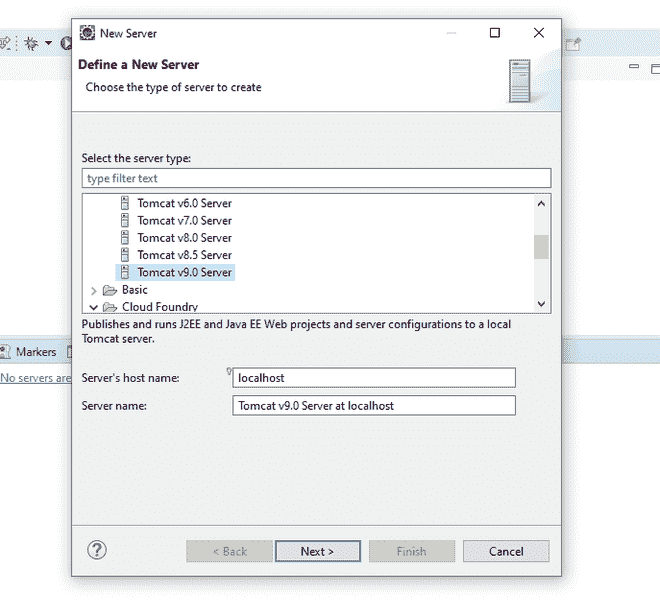 New Server
Define a New Server
Choose the type of server to create
Select the server type:
type filter text
Tomcat v6.0 Server
Tomcat v7.0 Server
Tomcat v8.0 Server
Tomcat v8.5 Server
Tomcat v9.0 Server
Basic
Cloud Foundry
Publishes and runs J2EE and Java EE Web projects and server configurations to a local
Tomcat server.
Markers
No servers are
Server's host name:
localhost
Server name:
Tomcat v9.0 Server at localhost
?
< Back
Next >
Finish
Cancel